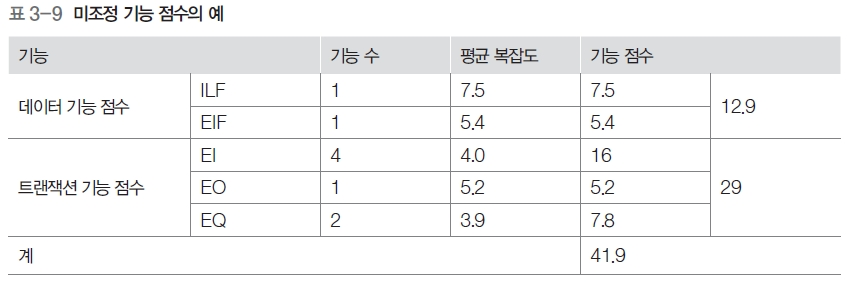 표 3-9 미조정 기능 점수의 예
기능 기능 수 평균 복잡도 기능 점수
데이터 기능 점수 ILF 1 7.5 7.5 12.9
EIF 1 5.4 5.4
트랜잭션 기능 점수 EI 4 4.0 16 29
EO 1 5.2 5.2
EQ 2 3.9 7.8
계 41.9